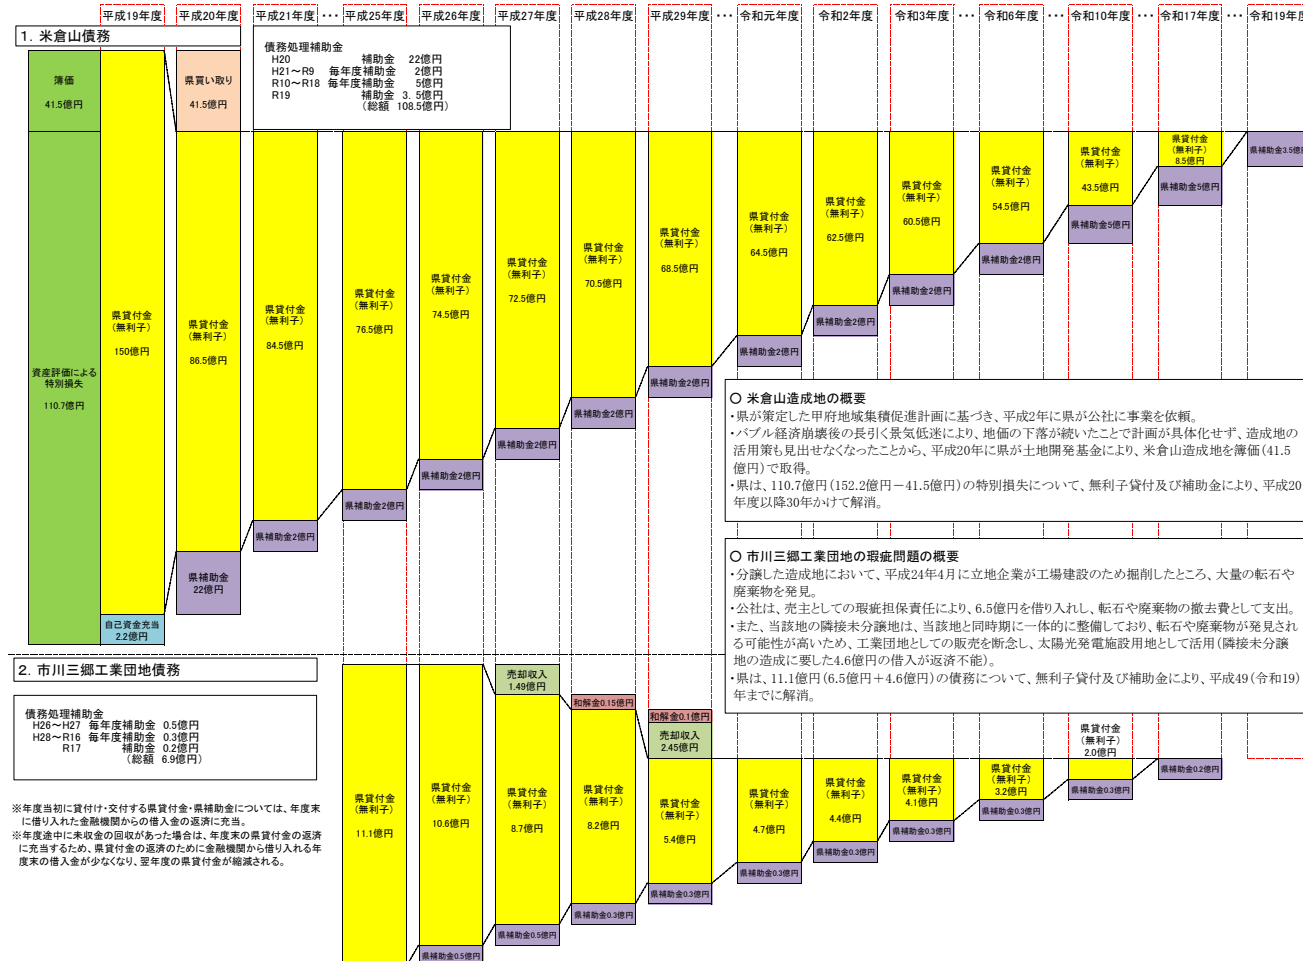 平成19年度 平成20年度 平成21年度 ･･･ 平成25年度 平成26年度 平成27年度 平成28年度 平成29年度 ･･･ 令和元年度 令和2年度 令和3年度 ･･･ 令和6年度 ･･･ 令和10年度 ･･･ 令和17年度 ･･･ 令和19年度
1. 米倉山債務
債務処理補助金
H20 補助金 22億円
H21～R9 毎年度補助金 2億円
R10～R18 毎年度補助金 5億円
R19 補助金 3.5億円
(総額 108.5億円)
簿価
41.5億円
資産評価による
特別損失
110.7億円
県貸付金
(無利子)
150億円
自己資金充当
2.2億円
県買い取り
41.5億円
県貸付金
(無利子)
86.5億円
県補助金
22億円
県貸付金
(無利子)
84.5億円
県補助金2億円
県貸付金
(無利子)
76.5億円
県補助金2億円
県貸付金
(無利子)
74.5億円
県補助金2億円
県貸付金
(無利子)
72.5億円
県補助金2億円
県貸付金
(無利子)
70.5億円
県補助金2億円
県貸付金
(無利子)
68.5億円
県補助金2億円
県貸付金
(無利子)
64.5億円
県補助金2億円
県貸付金
(無利子)
62.5億円
県補助金2億円
県貸付金
(無利子)
60.5億円
県補助金2億円
県貸付金
(無利子)
54.5億円
県補助金2億円
県貸付金
(無利子)
43.5億円
県補助金5億円
県貸付金
(無利子)
8.5億円
県補助金5億円
県補助金3.5億円
〇 米倉山造成地の概要
・県が策定した甲府地域集積促進計画に基づき、平成2年に県が公社に事業を依頼。
・バブル経済崩壊後の長引く景気低迷により、地価の下落が続いたことで計画が具体化せず、造成地の
活用策も見出せなくなったことから、平成20年に県が土地開発基金により、米倉山造成地を簿価(41.5
億円)で取得。
・県は、110.7億円(152.2億円－41.5億円)の特別損失について、無利子貸付及び補助金により、平成20
年度以降30年かけて解消。
〇 市川三郷工業団地の瑕疵問題の概要
・分譲した造成地において、平成24年4月に立地企業が工場建設のため掘削したところ、大量の転石や
廃棄物を発見。
・公社は、売主としての瑕疵担保責任により、6.5億円を借り入れし、転石や廃棄物の撤去費として支出。
・また、当該地の隣接未分譲地は、当該地と同時期に一体的に整備しており、転石や廃棄物が発見され
る可能性が高いため、工業団地としての販売を断念し、太陽光発電施設用地として活用(隣接未分譲
地の造成に要した4.6億円の借入が返済不能)。
・県は、11.1億円(6.5億円＋4.6億円)の債務について、無利子貸付及び補助金により、平成49(令和19)
年までに解消。
2. 市川三郷工業団地債務
債務処理補助金
H26～H27 毎年度補助金 0.5億円
H28～R16 毎年度補助金 0.3億円
R17 補助金 0.2億円
(総額 6.9億円)
※年度当初に貸付け・交付する県貸付金・県補助金については、年度末
に借り入れた金融機関からの借入金の返済に充当。
※年度途中に未収金の回収があった場合は、年度末の県貸付金の返済
に充当するため、県貸付金の返済のために金融機関から借り入れる年
度末の借入金が少なくなり、翌年度の県貸付金が縮減される。
県貸付金
(無利子)
11.1億円
県貸付金
(無利子)
10.6億円
県補助金0.5億円
売却収入
1.49億円
県貸付金
(無利子)
8.7億円
県補助金0.5億円
和解金0.15億円
県貸付金
(無利子)
8.2億円
県補助金0.3億円
和解金0.1億円
売却収入
2.45億円
県貸付金
(無利子)
5.4億円
県補助金0.3億円
県貸付金
(無利子)
4.7億円
県補助金0.3億円
県貸付金
(無利子)
4.4億円
県補助金0.3億円
県貸付金
(無利子)
4.1億円
県補助金0.3億円
県貸付金
(無利子)
3.2億円
県補助金0.3億円
県貸付金
(無利子)
2.0億円
県補助金0.3億円
県補助金0.2億円